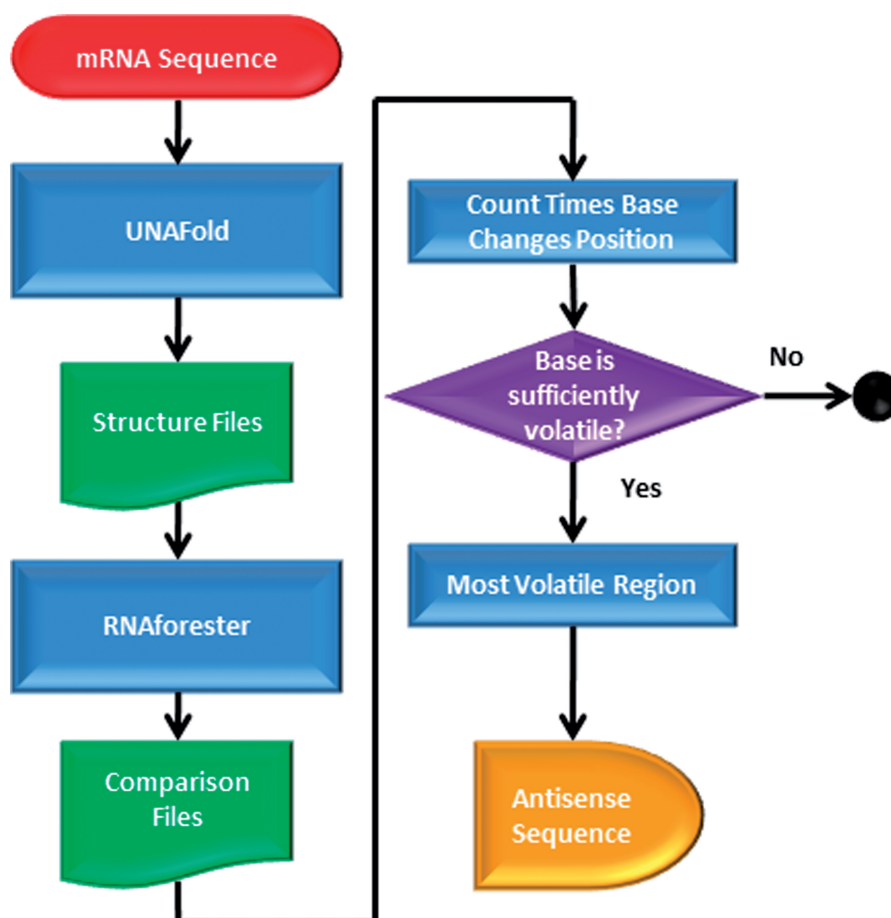 mRNA Sequence
UNAFold
Structure Files
RNAforester
Comparison
Files
Count Times Base
Changes Position
Base is
sufficiently
volatile?
No
Yes
Most Volatile Region
Antisense
Sequence